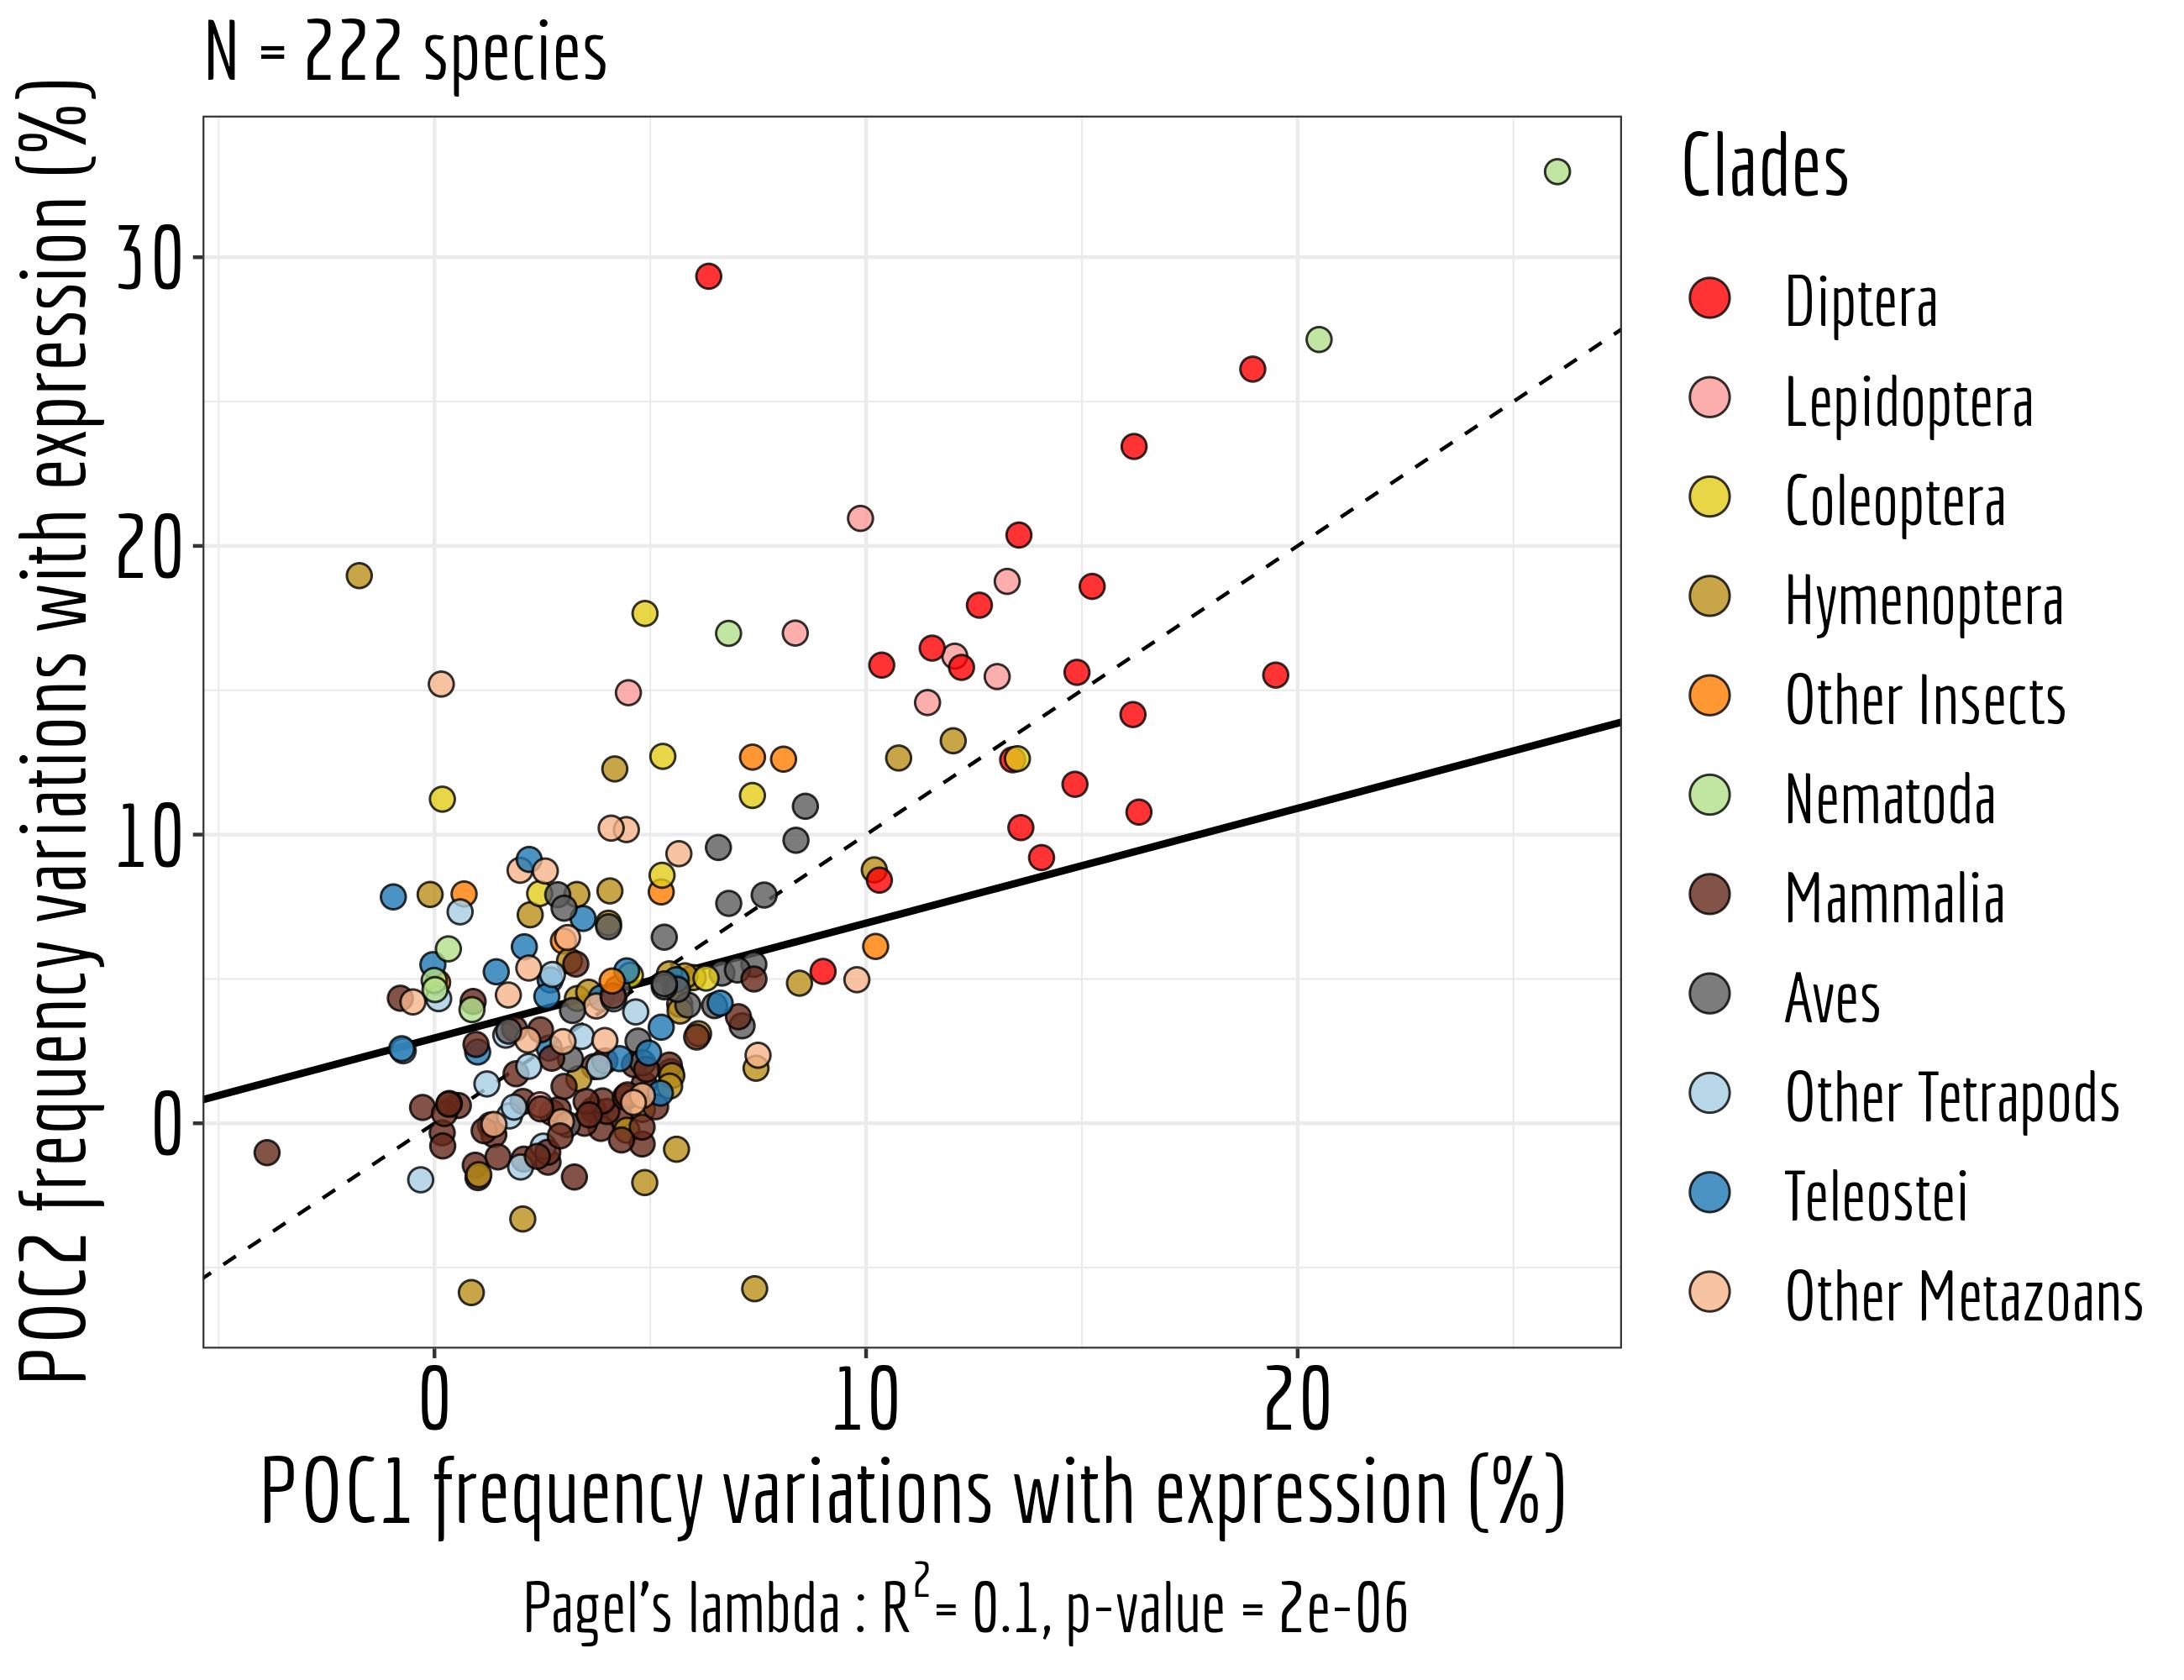 N = 222 species
POC2 frequency variations with expression (%)
30
20
10
0
0 10 20
POC1 frequency variations with expression (%)
Pagel's lambda : R²= 0.1, p-value = 2e-06
Clades
Diptera
Lepidoptera
Coleoptera
Hymenoptera
Other Insects
Nematoda
Mammalia
Aves
Other Tetrapods
Teleostei
Other Metazoans